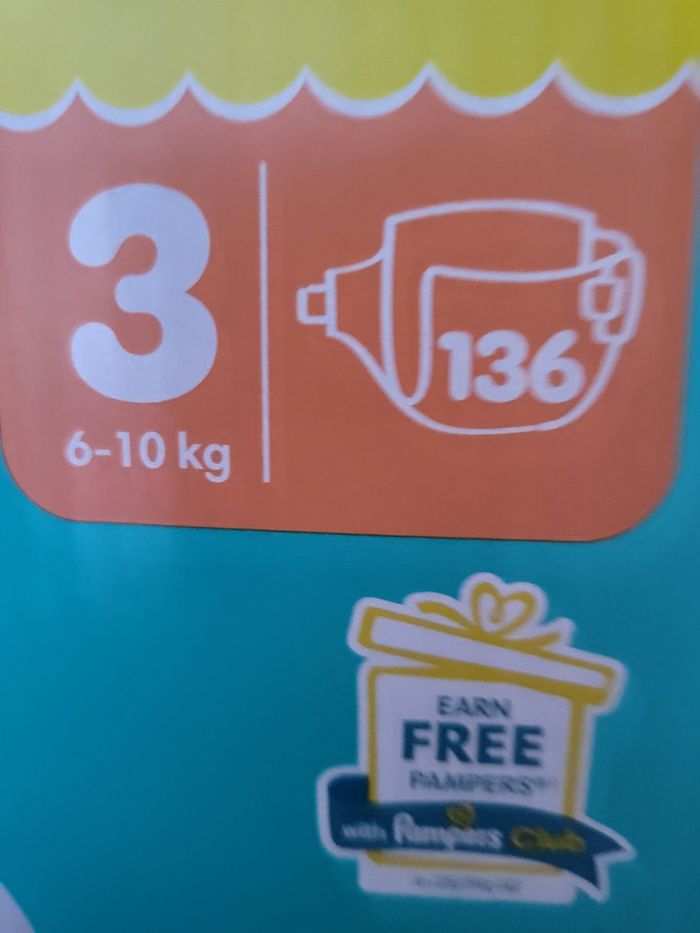 3
6-10 kg
136
EARN
FREE
PAMPERS
with Pampers Club